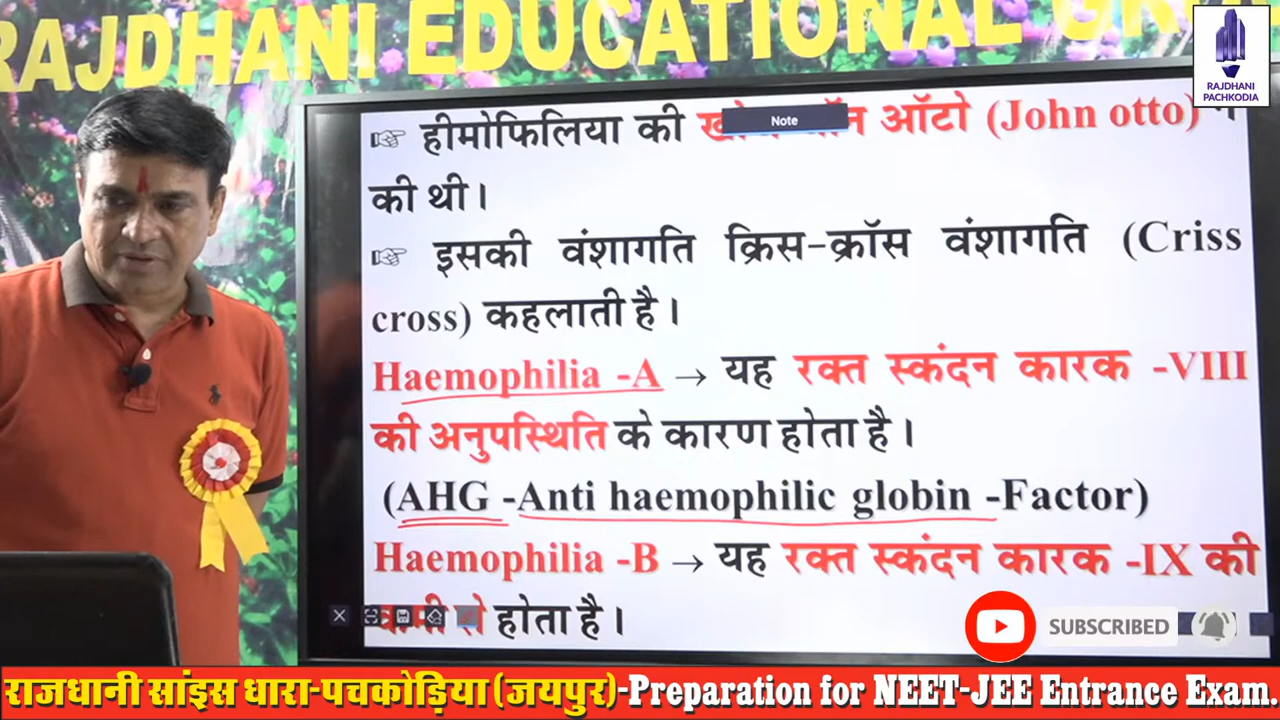 RAJDHANI EDUCATIONAL
RAJDHANI
PACHKODIA
Note
☞ हीमोफिलिया की ऑटो (John otto)
की थी।
☞ इसकी वंशागति क्रिस-क्रॉस वंशागति (Criss
cross) कहलाती है।
Haemophilia -A → यह रक्त स्कंदन कारक -VIII
की अनुपस्थिति के कारण होता है।
(AHG -Anti haemophilic globin -Factor)
Haemophilia -B → यह रक्त स्कंदन कारक -IX की
होता है।
SUBSCRIBED
राजधानी सांइस धारा-पचकोड़िया (जयपुर)-Preparation for NEET-JEE Entrance Exam.